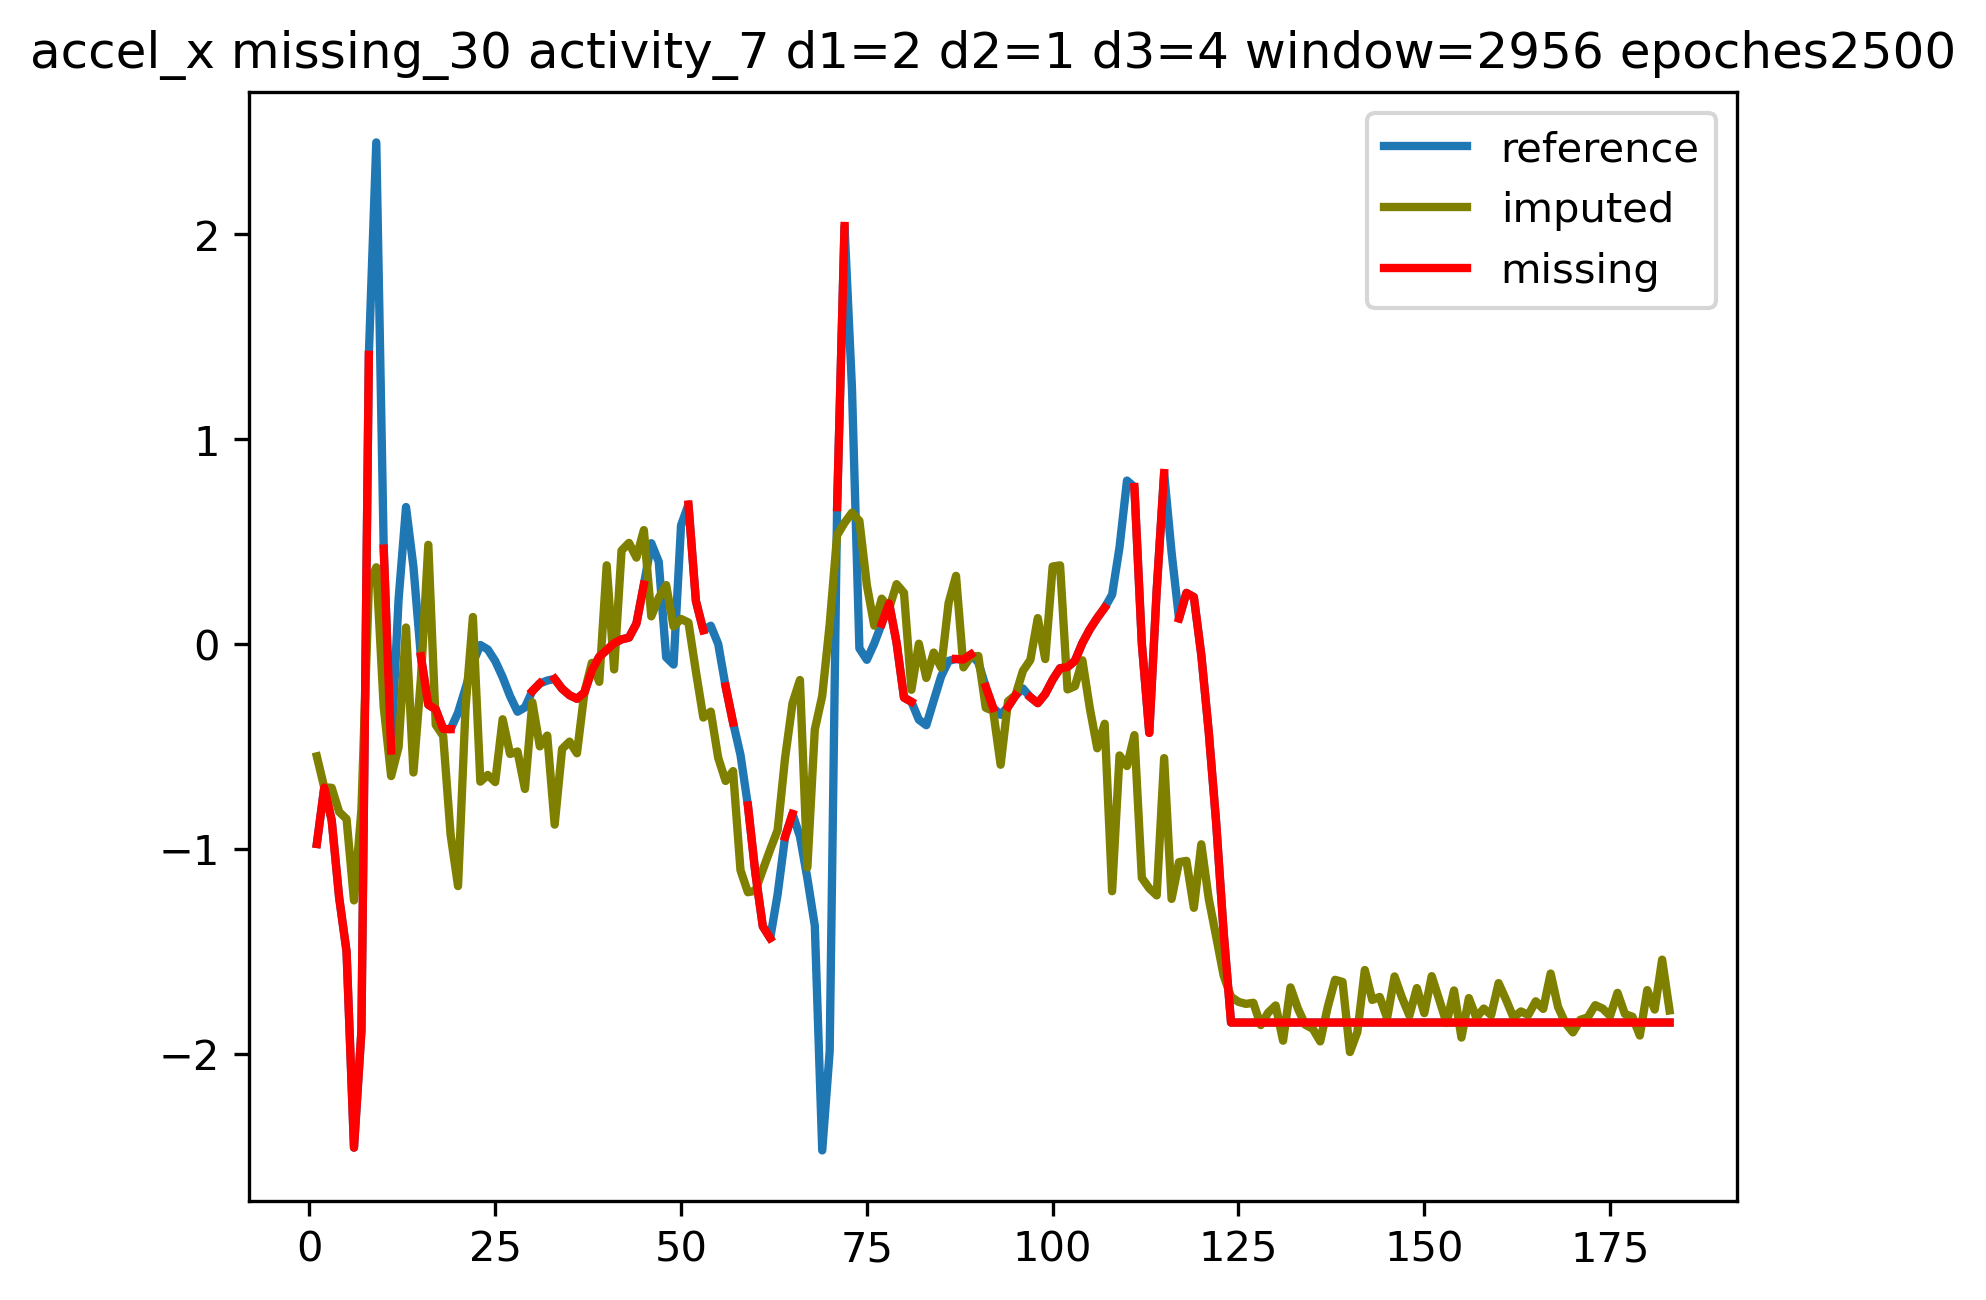 accel_x missing_30 activity_7 d1=2 d2=1 d3=4 window=2956 epoches2500
reference
imputed
missing
2
1
0
−1
−2
0 25 50 75 100 125 150 175